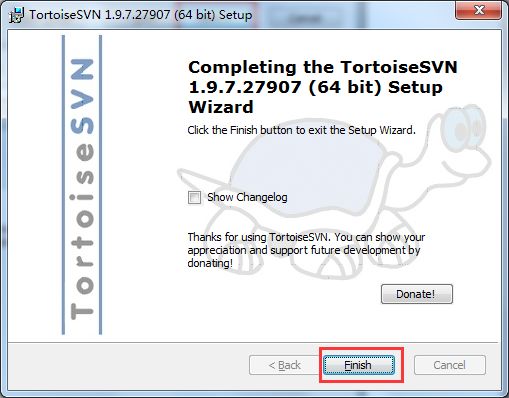 TortoiseSVN 1.9.7.27907 (64 bit) Setup
TortoiseSVN
Completing the TortoiseSVN
1.9.7.27907 (64 bit) Setup
Wizard
Click the Finish button to exit the Setup Wizard.
Show Changelog
Thanks for using TortoiseSVN. You can show your
appreciation and support future development by
donating!
Donate!
< Back
Finish
Cancel